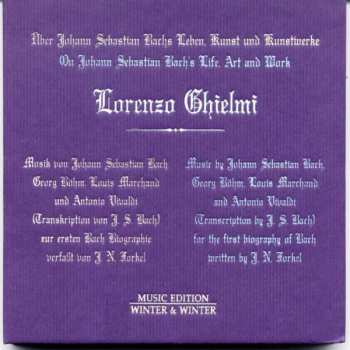 Über Johann Sebastian Bachs Leben, Kunst und Kunstwerke
On Johann Sebastian Bach's Life, Art and Work
Lorenzo Ghielmi
Musik von Johann Sebastian Bach
Georg Böhm, Louis Marchand
und Antonio Vivaldi
(Transkription von J. S. Bach)
zur ersten Bach Biographie
verfaßt von J. N. Forkel
Music by Johann Sebastian Bach,
Georg Böhm, Louis Marchand
and Antonio Vivaldi
(Transcription by J. S. Bach)
for the first biography of Bach
written by J. N. Forkel
MUSIC EDITION
WINTER & WINTER